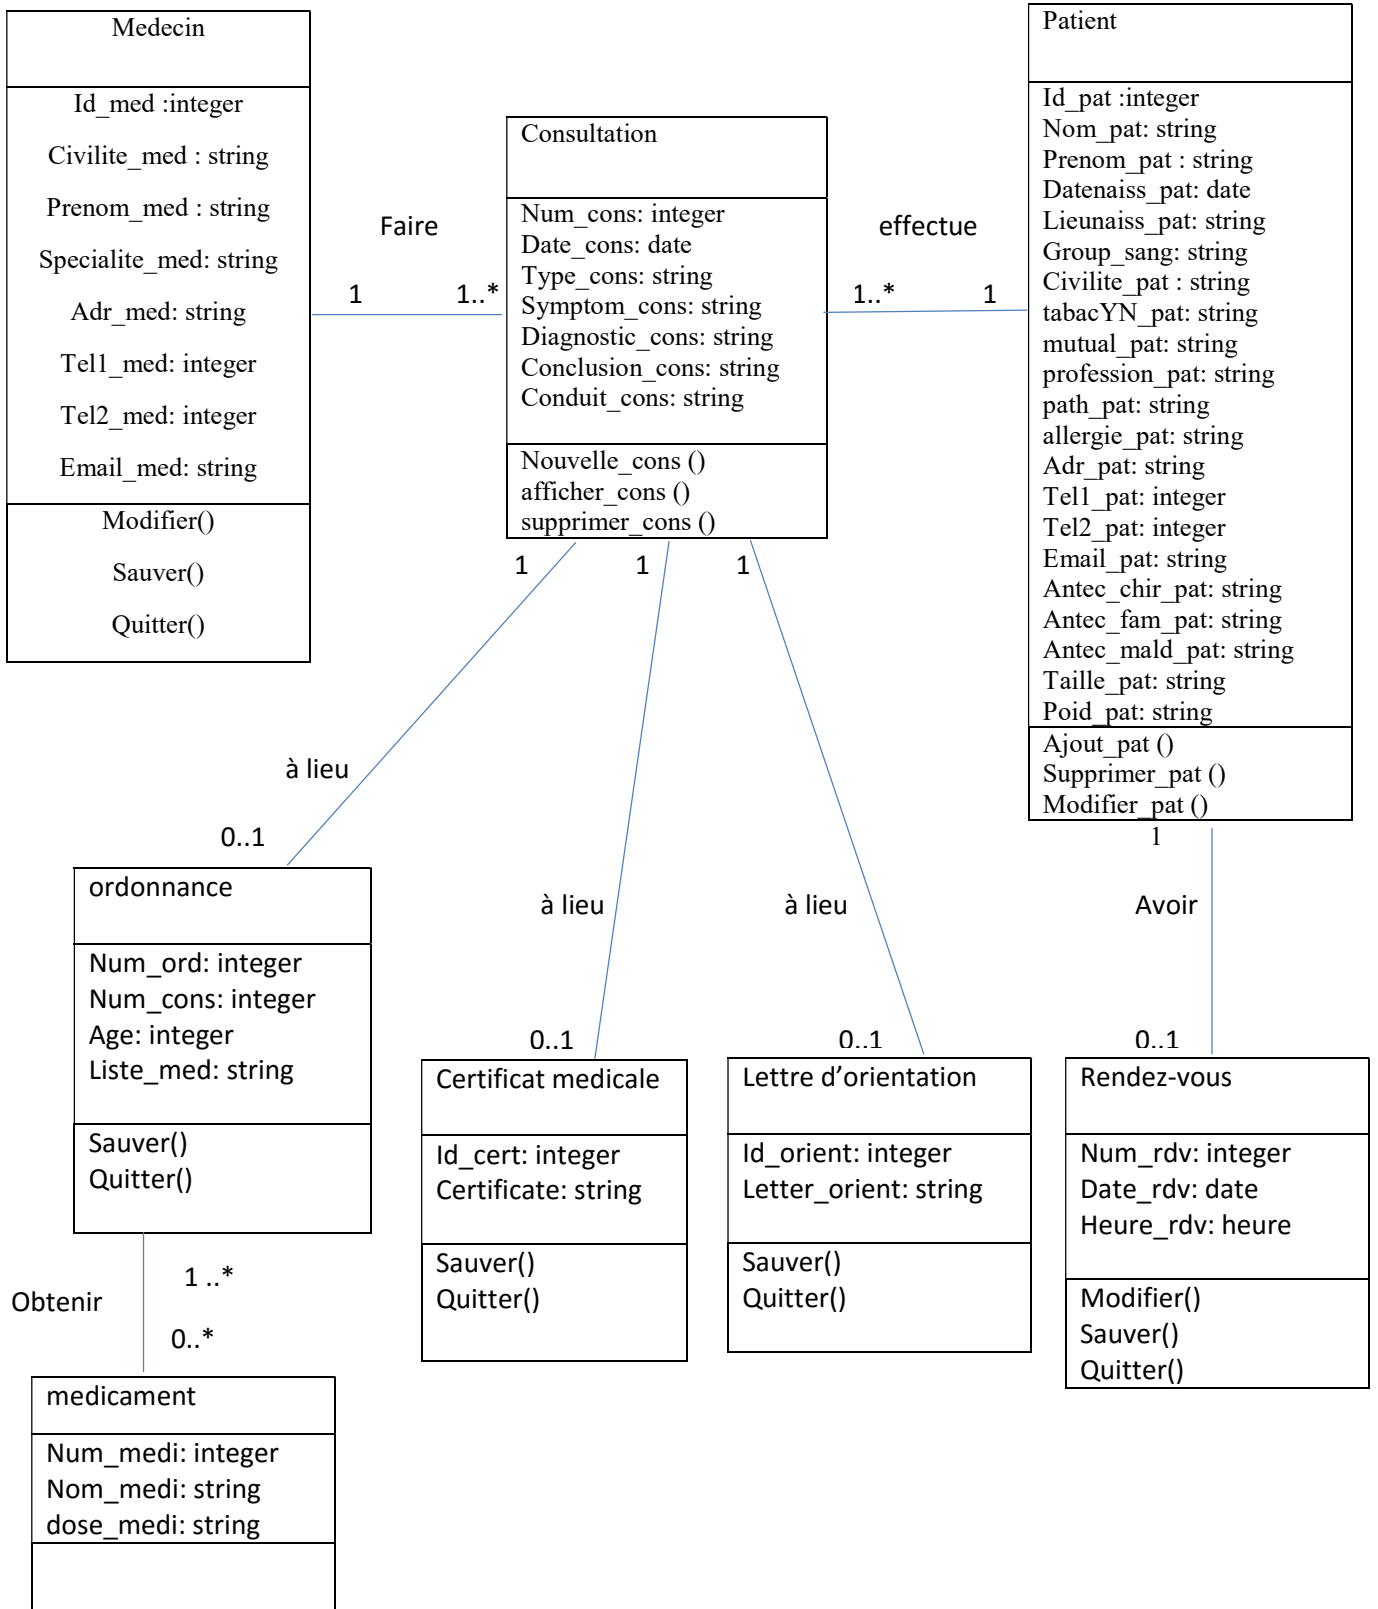 Medecin
Id_med :integer
Civilite_med : string
Prenom_med : string
Specialite_med: string
Adr_med: string
Tel1_med: integer
Tel2_med: integer
Email_med: string
Modifier()
Sauver()
Quitter()
Faire
1
1..*
Consultation
Num_cons: integer
Date_cons: date
Type_cons: string
Symptom_cons: string
Diagnostic_cons: string
Conclusion_cons: string
Conduit_cons: string
Nouvelle_cons ()
afficher_cons ()
supprimer_cons ()
effectue
1..*
1
Patient
Id_pat :integer
Nom_pat: string
Prenom_pat : string
Datenaiss_pat: date
Lieunaiss_pat: string
Group_sang: string
Civilite_pat : string
tabacYN_pat: string
mutual_pat: string
profession_pat: string
path_pat: string
allergie_pat: string
Adr_pat: string
Tel1_pat: integer
Tel2_pat: integer
Email_pat: string
Antec_chir_pat: string
Antec_fam_pat: string
Antec_mald_pat: string
Taille_pat: string
Poid_pat: string
Ajout_pat ()
Supprimer_pat ()
Modifier_pat ()
1
1
1
1
à lieu
0..1
à lieu
à lieu
Avoir
0..1
0..1
0..1
ordonnance
Num_ord: integer
Num_cons: integer
Age: integer
Liste_med: string
Sauver()
Quitter()
Certificat medicale
Id_cert: integer
Certificate: string
Sauver()
Quitter()
Lettre d’orientation
Id_orient: integer
Letter_orient: string
Sauver()
Quitter()
Rendez-vous
Num_rdv: integer
Date_rdv: date
Heure_rdv: heure
Modifier()
Sauver()
Quitter()
1 ..*
Obtenir
0..*
medicament
Num_medi: integer
Nom_medi: string
dose_medi: string